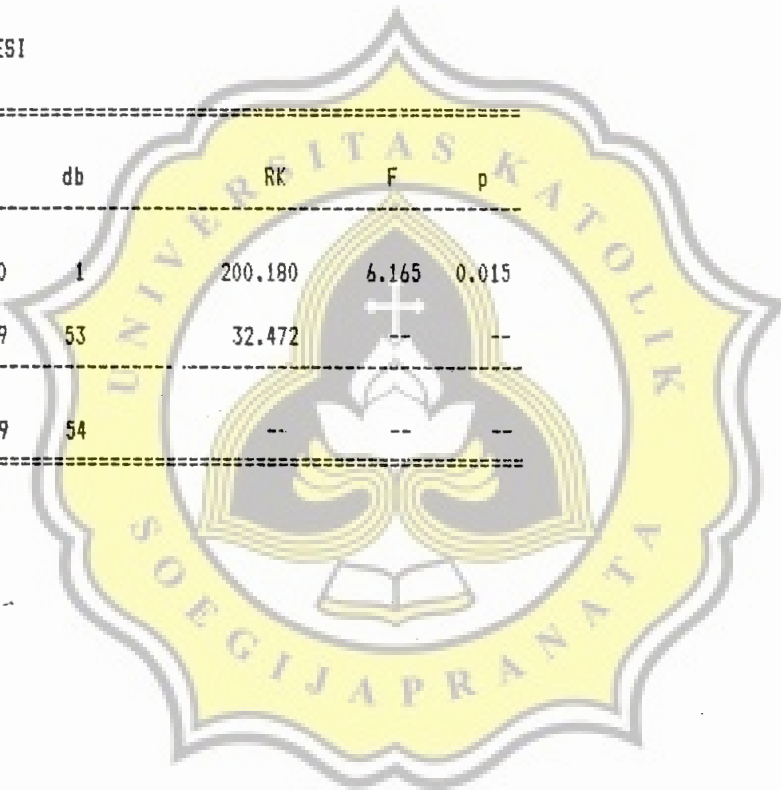 ESI
db RK F p
0 1 200.180 6.165 0.015
9 53 32.472 -- --
9 54 -- -- --
UNIVERSITAS KATOLIK
SOEGIJAPRANATA